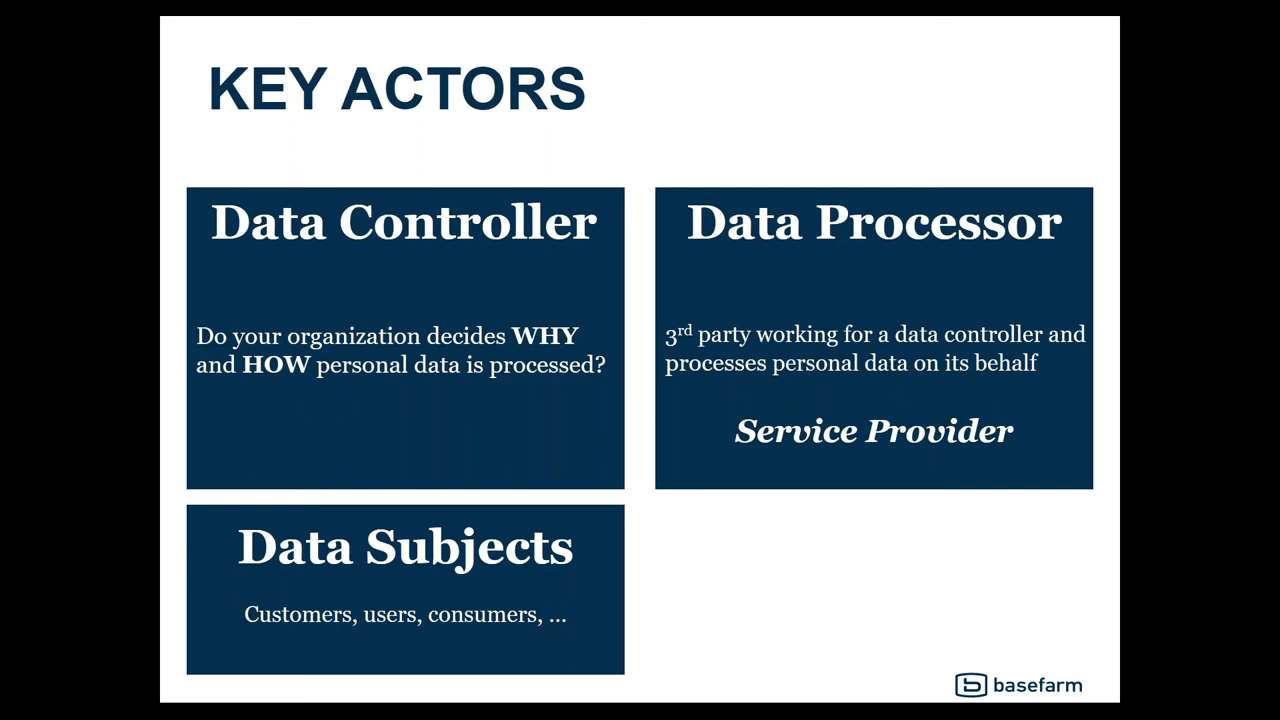 KEY ACTORS
Data Controller
Do your organization decides WHY
and HOW personal data is processed?
Data Processor
3rd party working for a data controller and
processes personal data on its behalf
Service Provider
Data Subjects
Customers, users, consumers, ...
basefarm